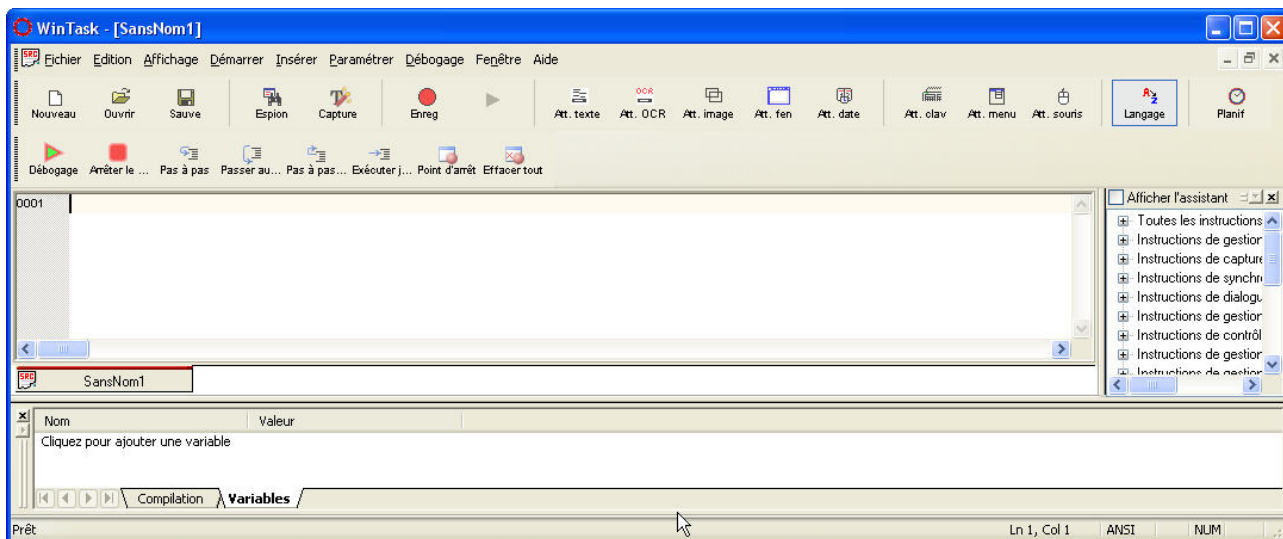 WinTask - [SansNom1]
Fichier Edition Affichage Démarrer Insérer Paramétrer Débogage Fenêtre Aide
Nouveau Ouvrir Sauve Espion Capture Enreg Att. texte Att. OCR Att. image Att. fen Att. date Att. clav Att. menu Att. souris Langage Planif
Débogage Arrêter le ... Pas à pas Passer au... Pas à pas... Exécuter j... Point d'arrêt Effacer tout
0001
Afficher l'assistant
Toutes les instructions
Instructions de gestion
Instructions de capture
Instructions de synchr
Instructions de dialogu
Instructions de gestion
Instructions de contrôl
Instructions de gestion
Instructions de gestion
SansNom1
Nom Valeur
Cliquez pour ajouter une variable
Compilation Variables
Prêt Ln 1, Col 1 ANSI NUM